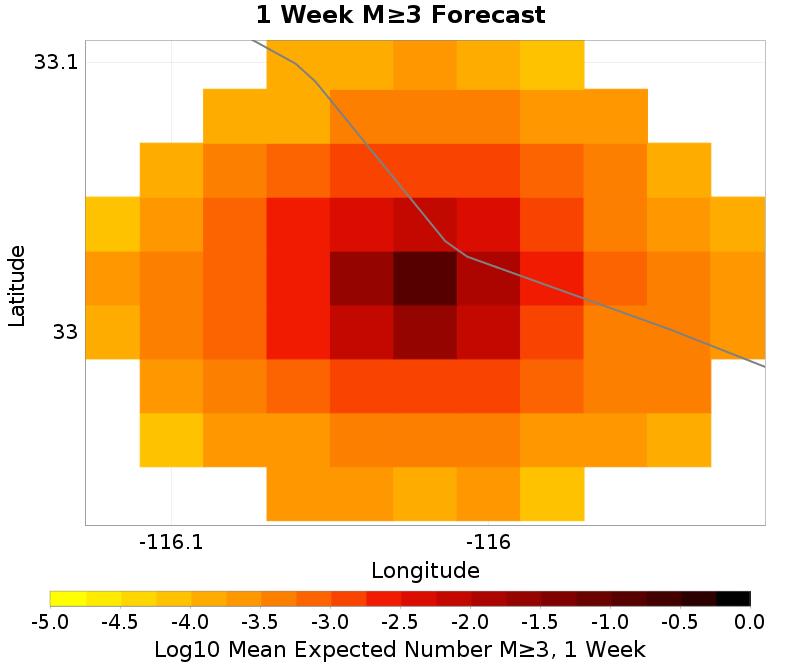 1 Week M≥3 Forecast
33.1
33
Latitude
-116.1 -116
Longitude
-5.0 -4.5 -4.0 -3.5 -3.0 -2.5 -2.0 -1.5 -1.0 -0.5 0.0
Log10 Mean Expected Number M≥3, 1 Week